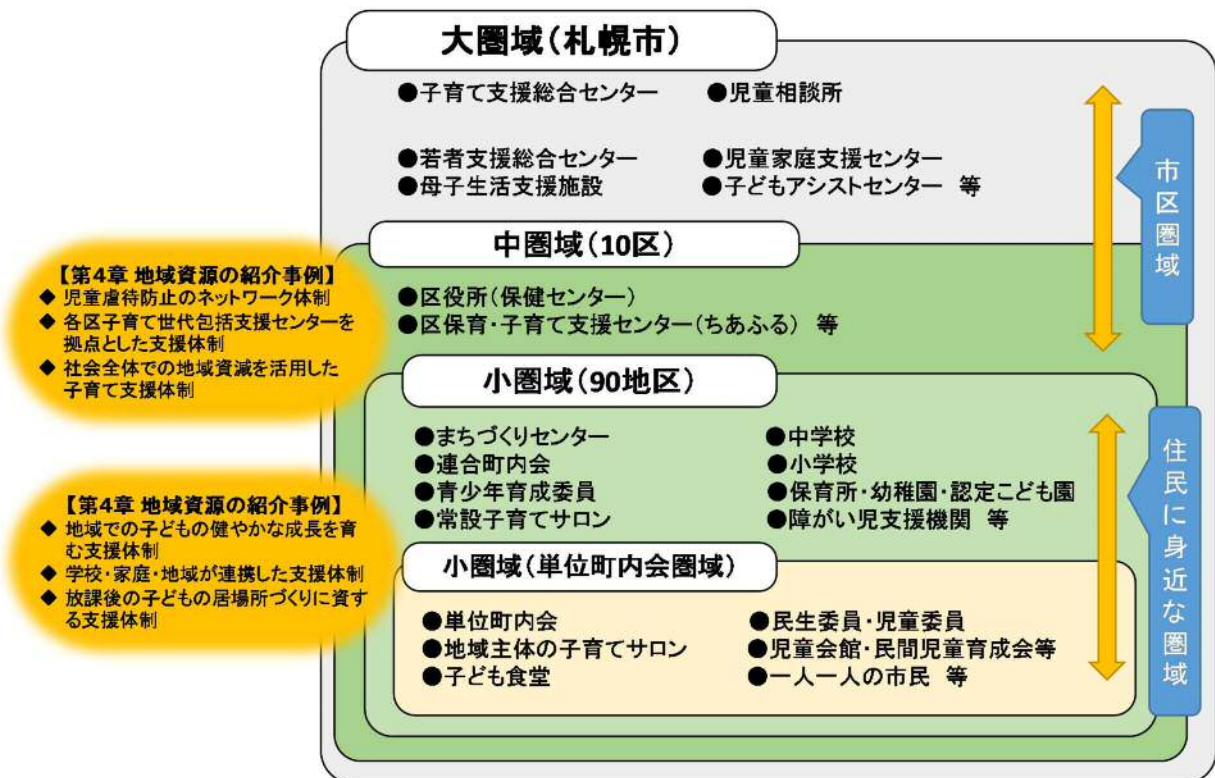 大圏域(札幌市)
●子育て支援総合センター ●児童相談所
●若者支援総合センター ●児童家庭支援センター
●母子生活支援施設 ●子どもアシストセンター 等
市区圏域
中圏域(10区)
●区役所(保健センター)
●区保育・子育て支援センター(ちあふる) 等
【第4章 地域資源の紹介事例】
◆ 児童虐待防止のネットワーク体制
◆ 各区子育て世代包括支援センターを
拠点とした支援体制
◆ 社会全体での地域資減を活用した
子育て支援体制
小圏域(90地区)
●まちづくりセンター ●中学校
●連合町内会 ●小学校
●青少年育成委員 ●保育所・幼稚園・認定こども園
●常設子育てサロン ●障がい児支援機関 等
住民に身近な圏域
【第4章 地域資源の紹介事例】
◆ 地域での子どもの健やかな成長を育
む支援体制
◆ 学校・家庭・地域が連携した支援体制
◆ 放課後の子どもの居場所づくりに資す
る支援体制
小圏域(単位町内会圏域)
●単位町内会 ●民生委員・児童委員
●地域主体の子育てサロン ●児童会館・民間児童育成会等
●子ども食堂 ●一人一人の市民 等